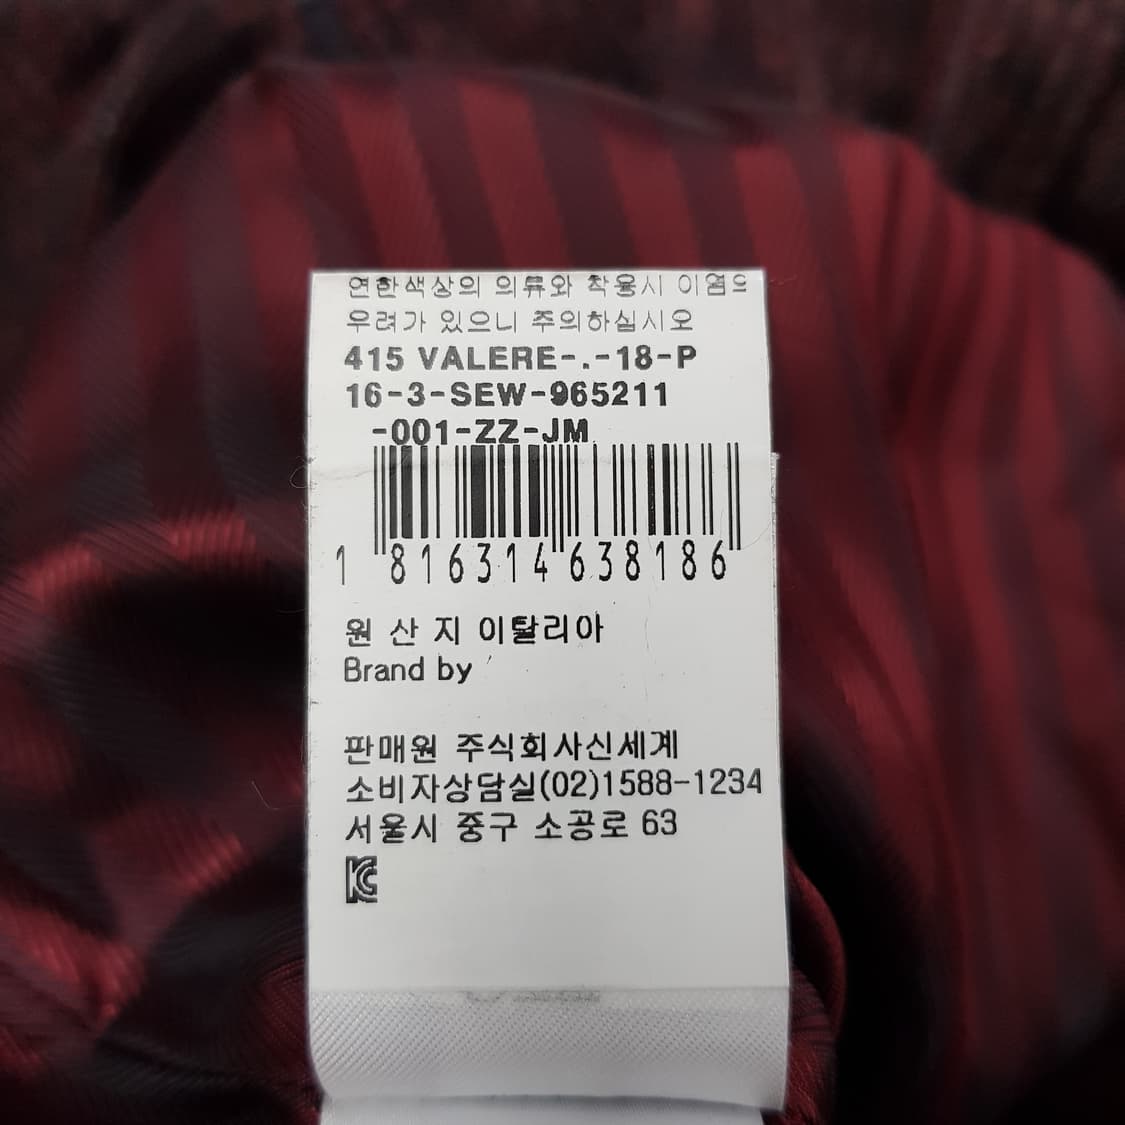 연한색상의 의류와 착용시 이염으
우려가 있으니 주의하십시오
415 VALERE-.-18-P
16-3-SEW-965211
-001-ZZ-JM
1 816314 638186
원 산 지 이탈리아
Brand by
판매원 주식회사신세계
소비자상담실(02)1588-1234
서울시 중구 소공로 63
KC